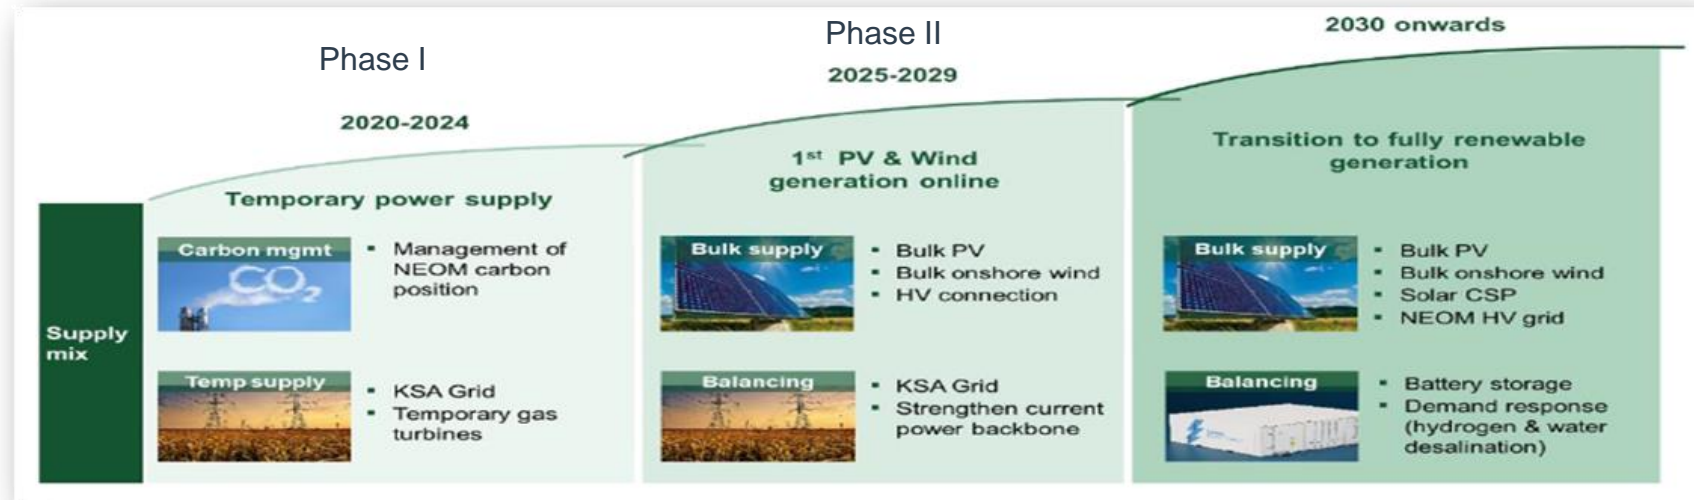 Phase I
2020-2024
Phase II
2025-2029
2030 onwards
Supply
mix
Temporary power supply
Carbon mgmt
CO2
▪ Management of
NEOM carbon
position
Temp supply
▪ KSA Grid
▪ Temporary gas
turbines
1st PV & Wind
generation online
Bulk supply
▪ Bulk PV
▪ Bulk onshore wind
▪ HV connection
Balancing
▪ KSA Grid
▪ Strengthen current
power backbone
Transition to fully renewable
generation
Bulk supply
▪ Bulk PV
▪ Bulk onshore wind
▪ Solar CSP
▪ NEOM HV grid
Balancing
▪ Battery storage
▪ Demand response
(hydrogen & water
desalination)